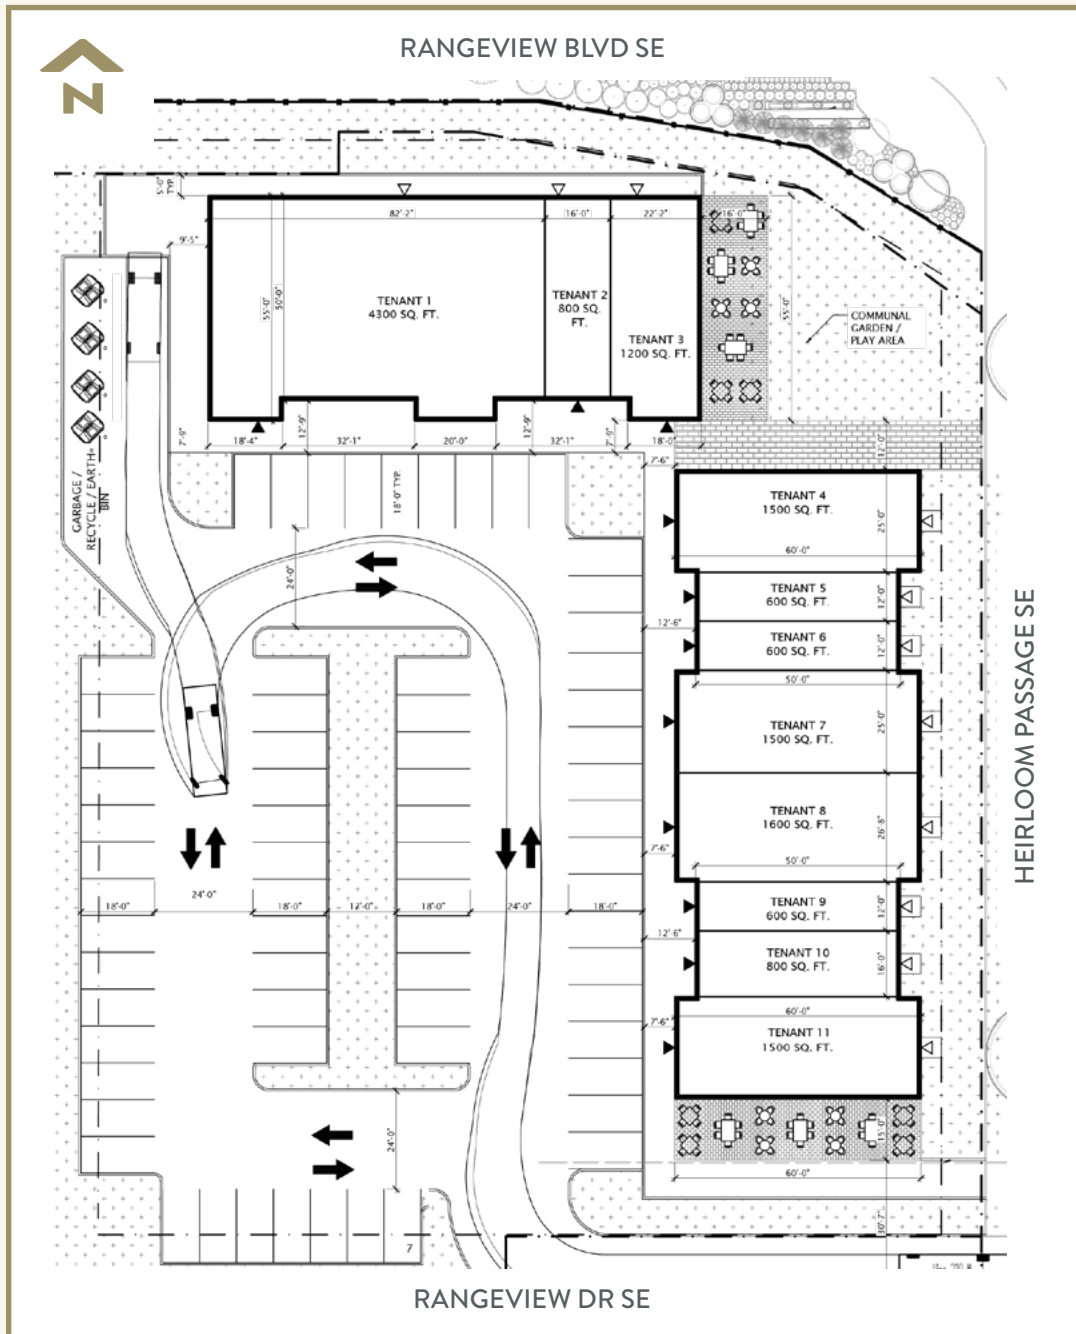 RANGEVIEW BLVD SE
N
5'-0"
TYP.
82'-2"
16'-0"
22'-2"
16'-0"
9'-5"
55'-0"
50'-0"
TENANT 1
4300 SQ. FT.
TENANT 2
800 SQ.
FT.
TENANT 3
1200 SQ. FT.
55'-0"
COMMUNAL
GARDEN /
PLAY AREA
GARBAGE /
RECYCLE / EARTH
BIN
7'-9"
18'-4"
12'-9"
32'-1"
20'-0"
12'-9"
32'-1"
7'-9"
18'-0"
12'-0"
7'-6"
18'-0" TYP.
24'-0"
TENANT 4
1500 SQ. FT.
25'-0"
60'-0"
TENANT 5
600 SQ. FT.
12'-0"
12'-6"
TENANT 6
600 SQ. FT.
12'-0"
50'-0"
TENANT 7
1500 SQ. FT.
25'-0"
TENANT 8
1600 SQ. FT.
26'-8"
7'-6"
50'-0"
HEIRLOOM PASSAGE SE
18'-0"
24'-0"
18'-0"
12'-0"
18'-0"
24'-0"
18'-0"
TENANT 9
600 SQ. FT.
12'-0"
12'-6"
TENANT 10
800 SQ. FT.
16'-0"
60'-0"
7'-6"
TENANT 11
1500 SQ. FT.
24'-0"
15'-0"
60'-0"
30'-7"
7
RANGEVIEW DR SE